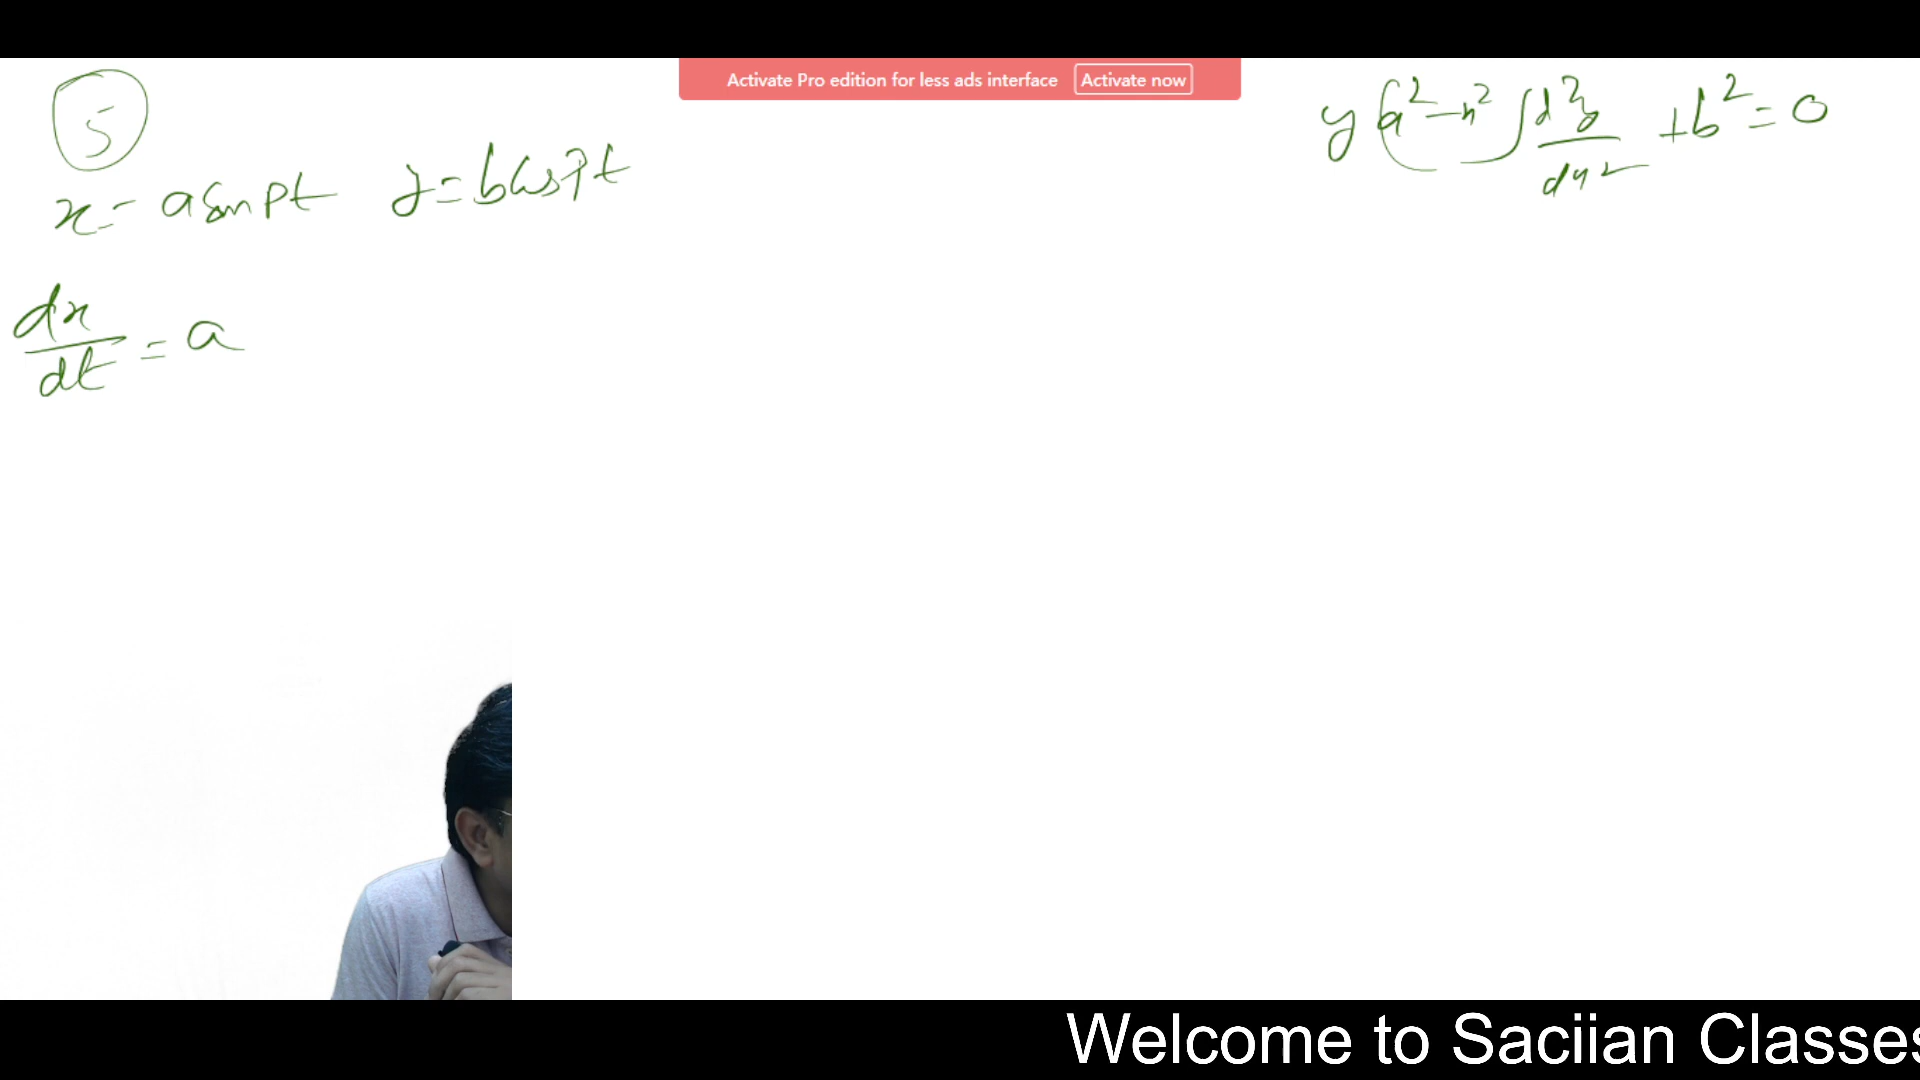 Activate Pro edition for less ads interface Activate now
5
x = a sin pt y = b cos pt
y(a² - x²) d²y/dx² + b² = 0
dx/dt = a
Welcome to Saciian Classes